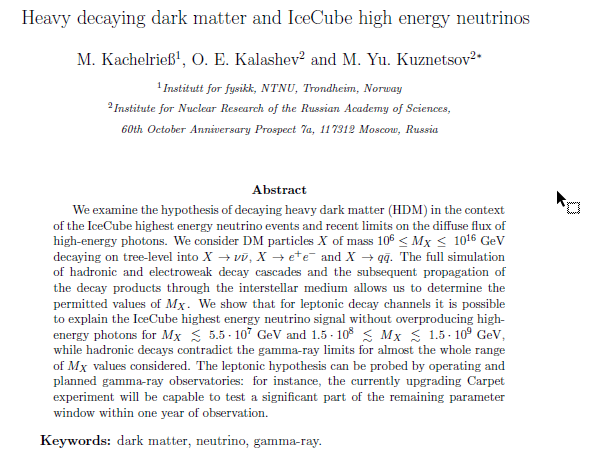 Heavy decaying dark matter and IceCube high energy neutrinos
M. Kachelrieß¹, O. E. Kalashev² and M. Yu. Kuznetsov²*
¹Institutt for fysikk, NTNU, Trondheim, Norway
²Institute for Nuclear Research of the Russian Academy of Sciences,
60th October Anniversary Prospect 7a, 117312 Moscow, Russia
Abstract
We examine the hypothesis of decaying heavy dark matter (HDM) in the context
of the IceCube highest energy neutrino events and recent limits on the diffuse flux of
high-energy photons. We consider DM particles X of mass 10⁶ ≤ M_X ≤ 10¹⁶ GeV
decaying on tree-level into X → νν̄, X → e⁺e⁻ and X → qq̄. The full simulation
of hadronic and electroweak decay cascades and the subsequent propagation of
the decay products through the interstellar medium allows us to determine the
permitted values of M_X. We show that for leptonic decay channels it is possible
to explain the IceCube highest energy neutrino signal without overproducing high-
energy photons for M_X ≲ 5.5 · 10⁷ GeV and 1.5 · 10⁸ ≲ M_X ≲ 1.5 · 10⁹ GeV,
while hadronic decays contradict the gamma-ray limits for almost the whole range
of M_X values considered. The leptonic hypothesis can be probed by operating and
planned gamma-ray observatories: for instance, the currently upgrading Carpet
experiment will be capable to test a significant part of the remaining parameter
window within one year of observation.
Keywords: dark matter, neutrino, gamma-ray.